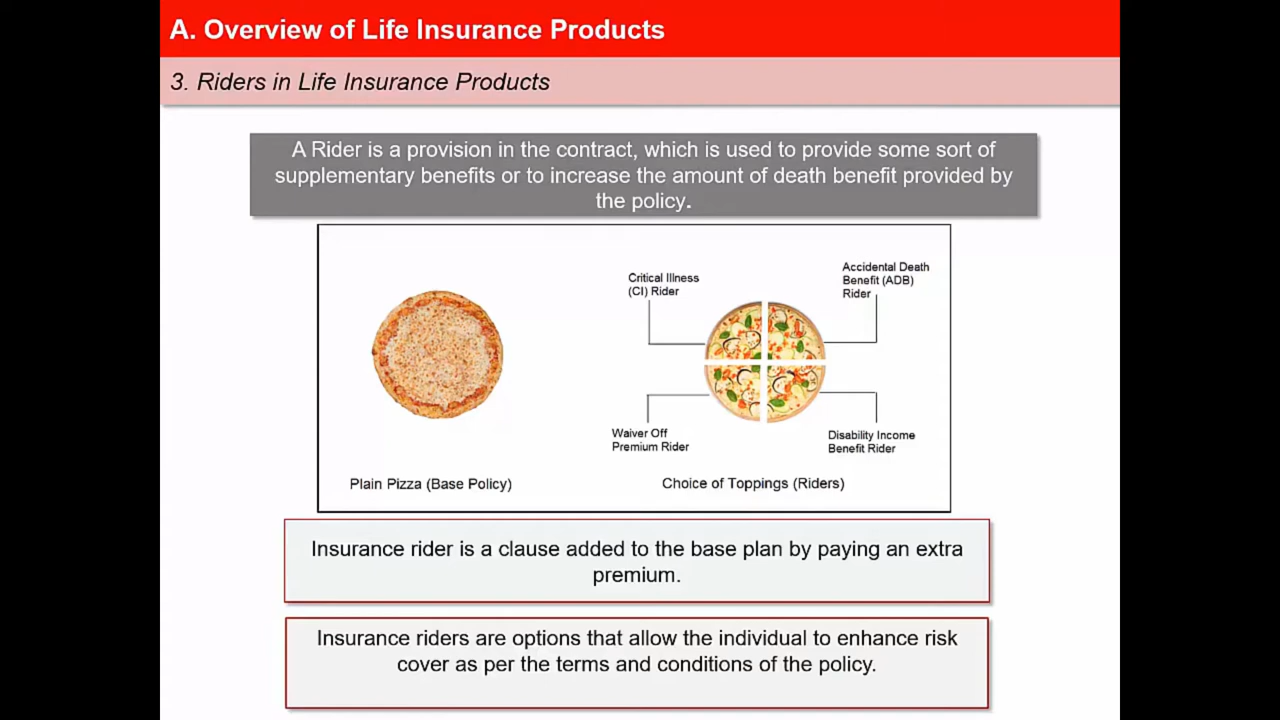 A. Overview of Life Insurance Products
3. Riders in Life Insurance Products
A Rider is a provision in the contract, which is used to provide some sort of
supplementary benefits or to increase the amount of death benefit provided by
the policy.
Critical Illness
(CI) Rider
Accidental Death
Benefit (ADB)
Rider
Waiver Off
Premium Rider
Disability Income
Benefit Rider
Plain Pizza (Base Policy)
Choice of Toppings (Riders)
Insurance rider is a clause added to the base plan by paying an extra
premium.
Insurance riders are options that allow the individual to enhance risk
cover as per the terms and conditions of the policy.